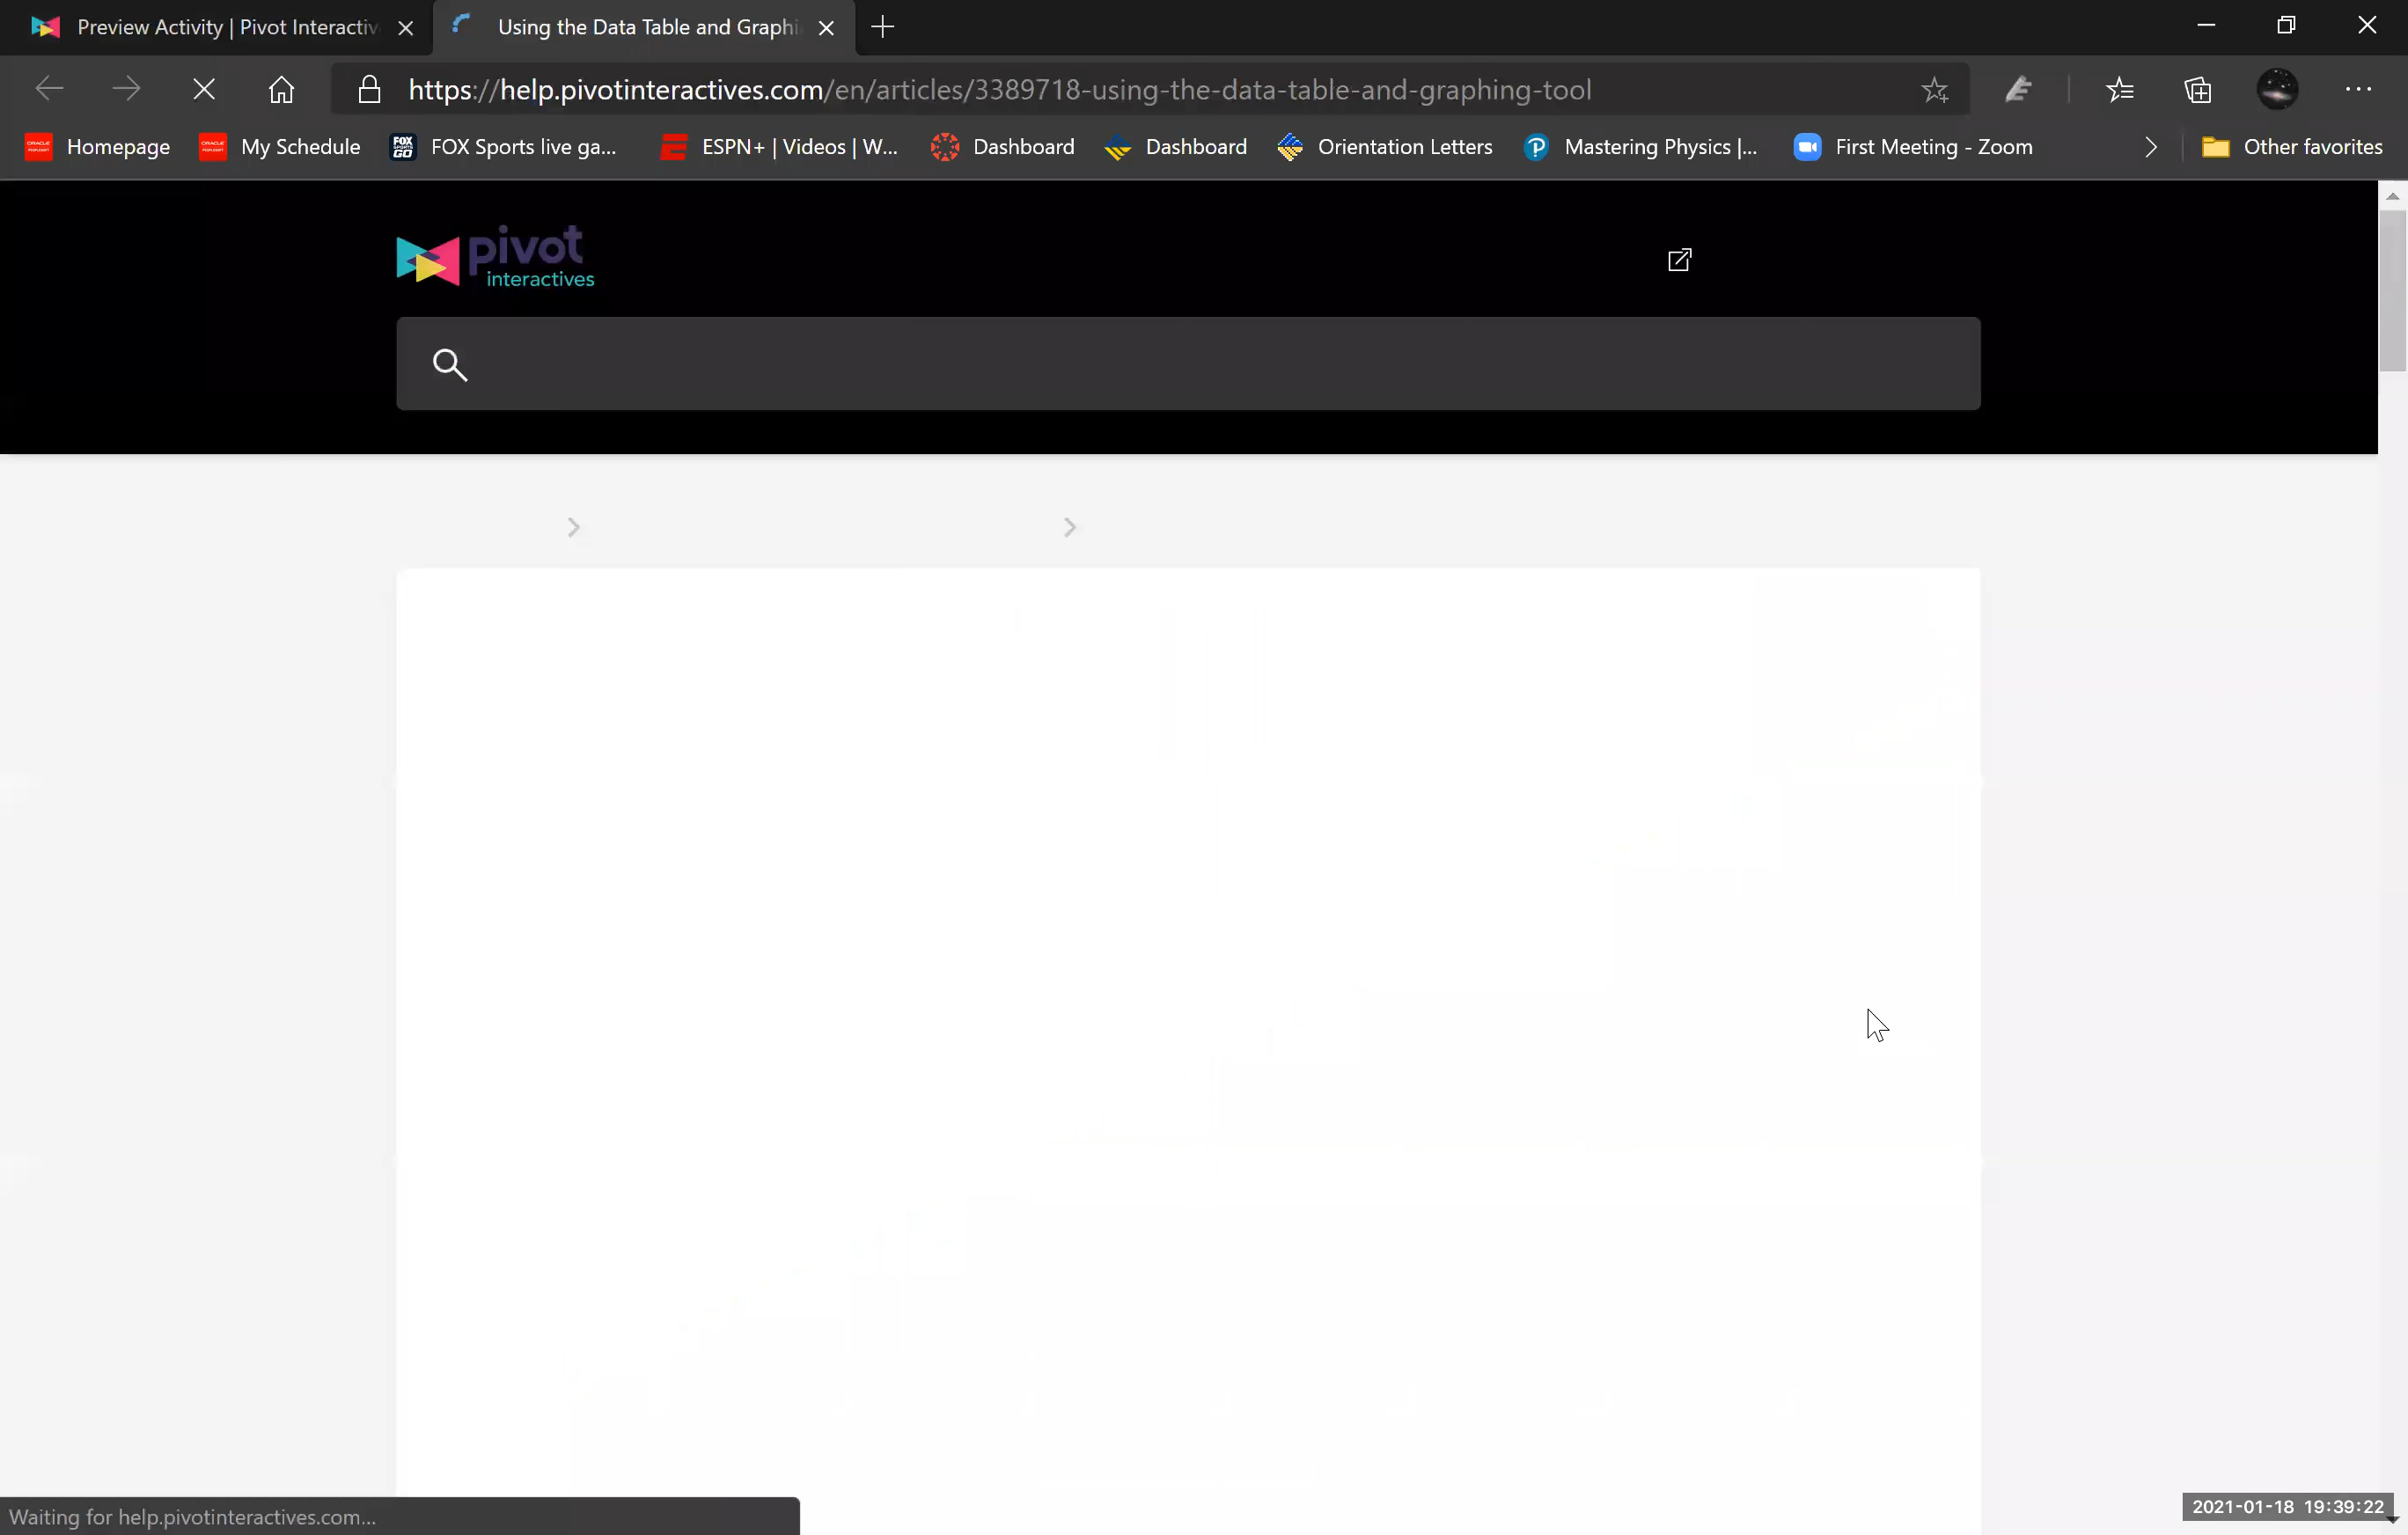 Preview Activity | Pivot Interactiv
Using the Data Table and Graphi
https://help.pivotinteractives.com/en/articles/3389718-using-the-data-table-and-graphing-tool
Homepage
My Schedule
FOX Sports live ga...
ESPN+ | Videos | W...
Dashboard
Dashboard
Orientation Letters
Mastering Physics |...
First Meeting - Zoom
Other favorites
pivot
interactives
Waiting for help.pivotinteractives.com...
2021-01-18 19:39:22